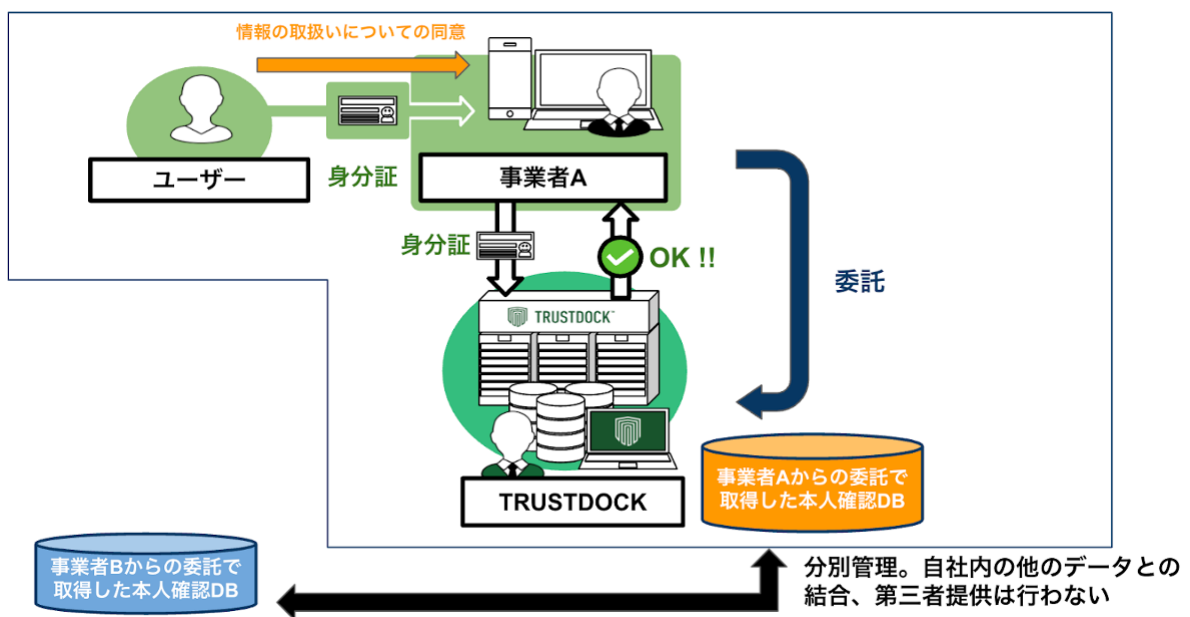 情報の取扱いについての同意
ユーザー
身分証
事業者A
身分証
OK !!
委託
TRUSTDOCK™
TRUSTDOCK
事業者Aからの委託で
取得した本人確認DB
事業者Bからの委託で
取得した本人確認DB
分別管理。自社内の他のデータとの
結合、第三者提供は行わない